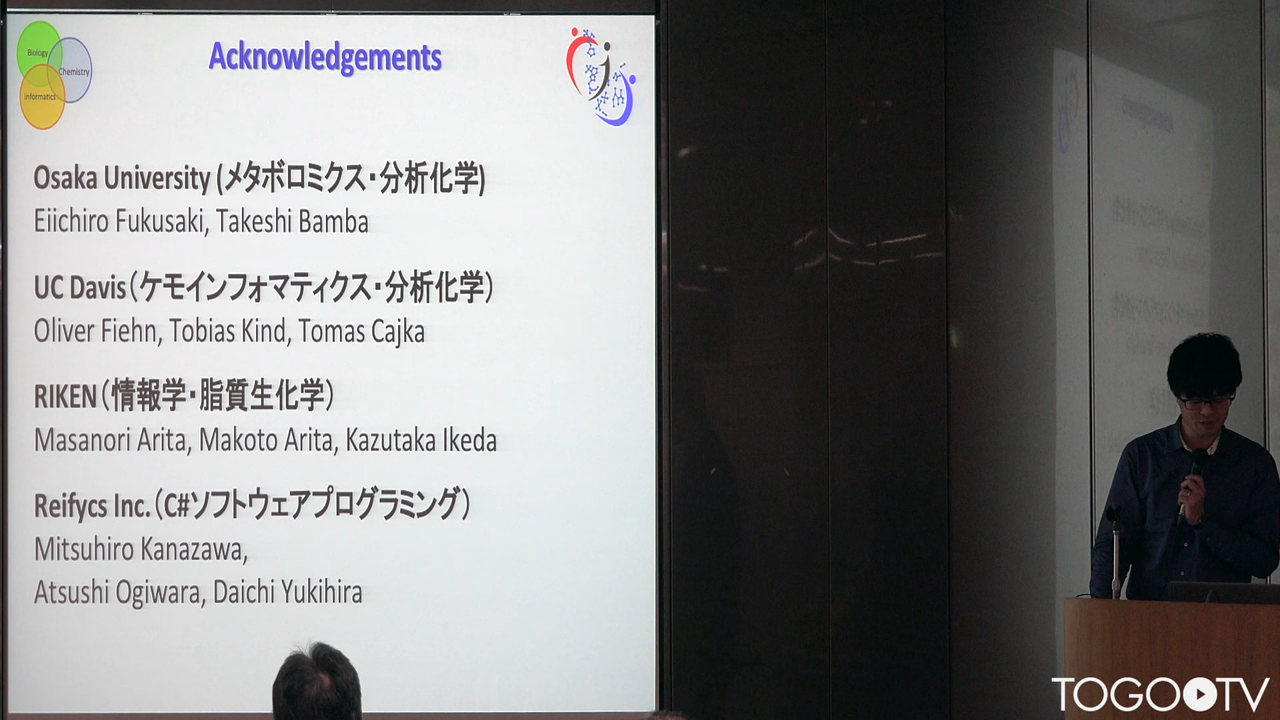 Biology
Chemistry
Informatics
Acknowledgements
Osaka University (メタボロミクス・分析化学)
Eiichiro Fukusaki, Takeshi Bamba
UC Davis（ケモインフォマティクス・分析化学）
Oliver Fiehn, Tobias Kind, Tomas Cajka
RIKEN（情報学・脂質生化学）
Masanori Arita, Makoto Arita, Kazutaka Ikeda
Reifycs Inc.（C#ソフトウェアプログラミング）
Mitsuhiro Kanazawa,
Atsushi Ogiwara, Daichi Yukihira
TOGO TV